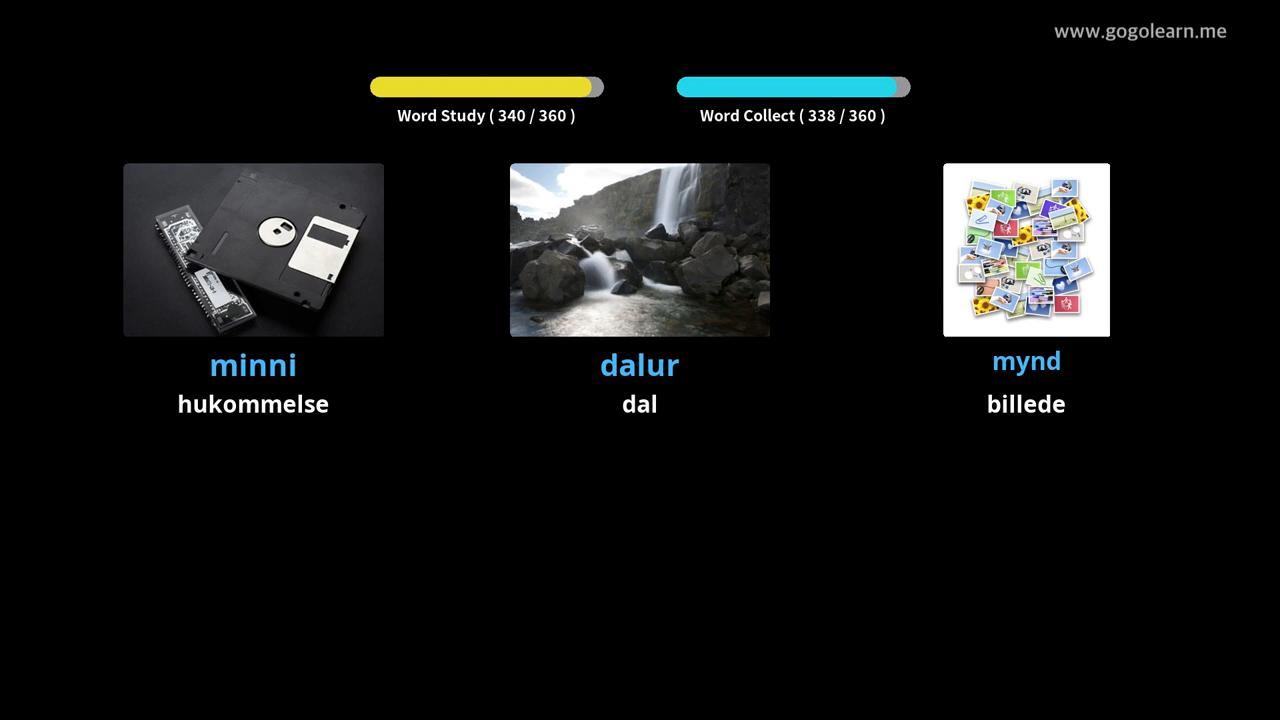 www.gogolearn.me
Word Study ( 340 / 360 )
Word Collect ( 338 / 360 )
minni
dalur
mynd
hukommelse
dal
billede